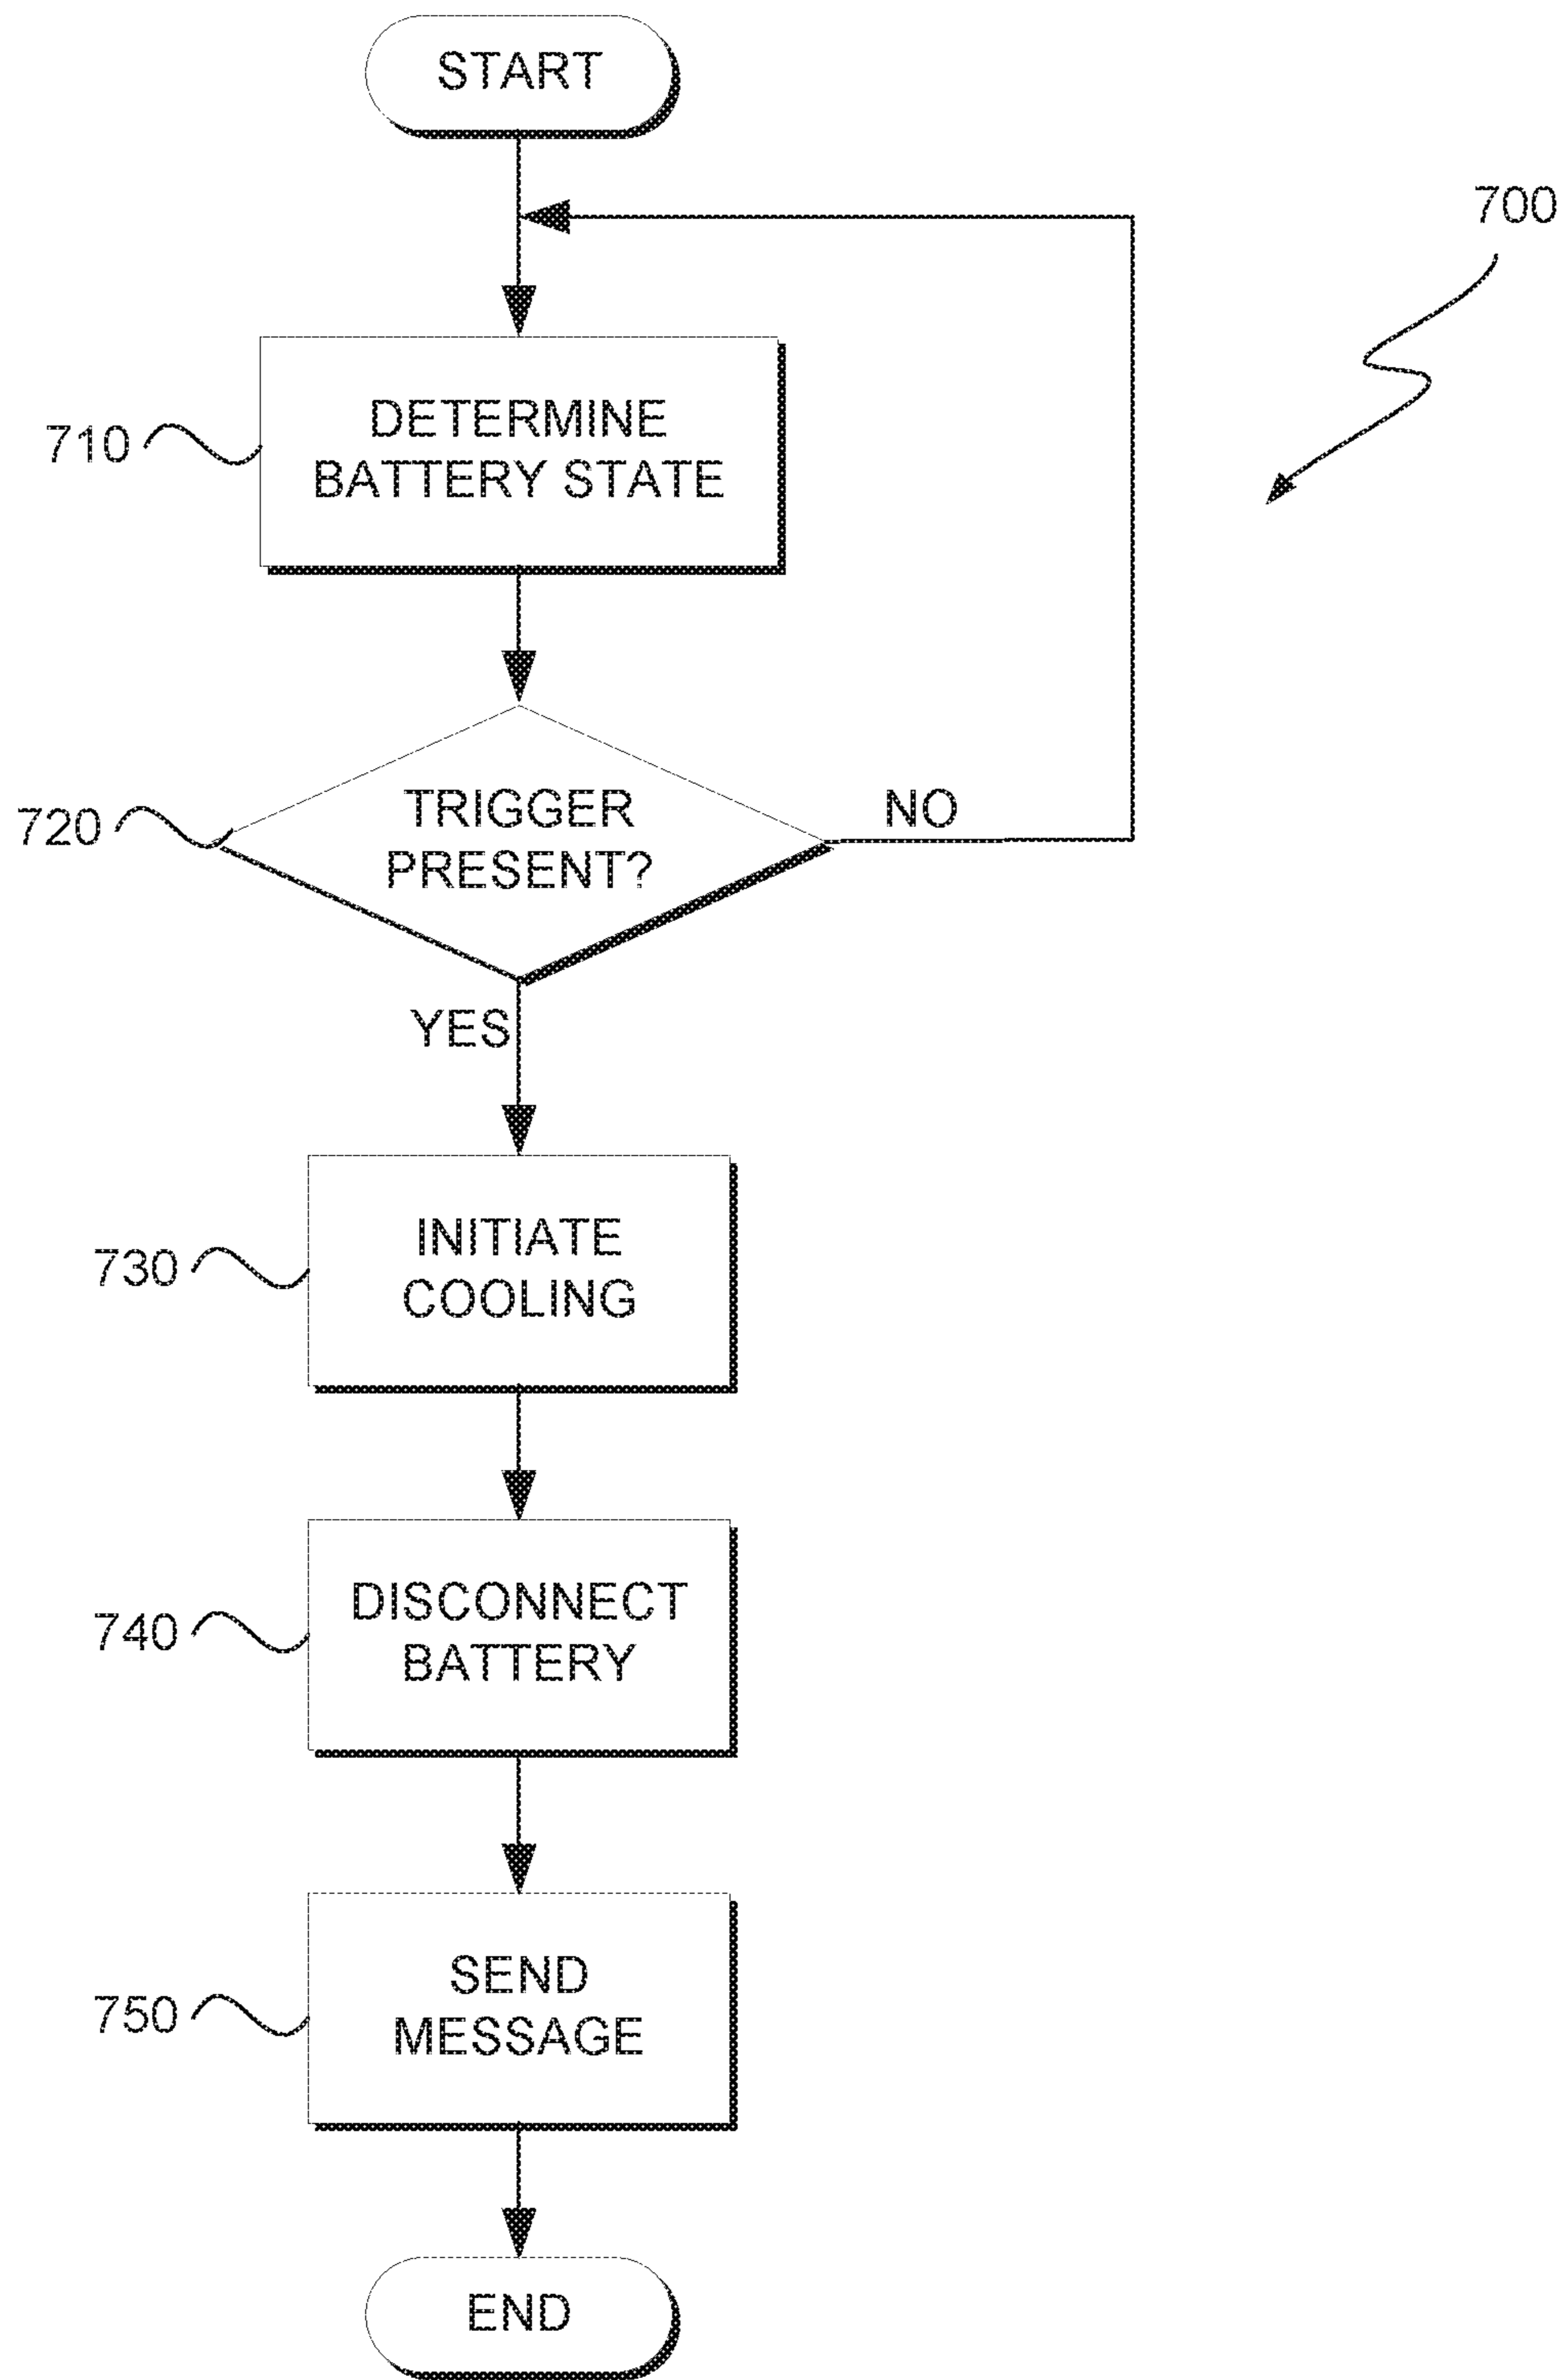 START
700
710
DETERMINE
BATTERY STATE
720
TRIGGER
PRESENT?
NO
YES
730
INITIATE
COOLING
740
DISCONNECT
BATTERY
750
SEND
MESSAGE
END